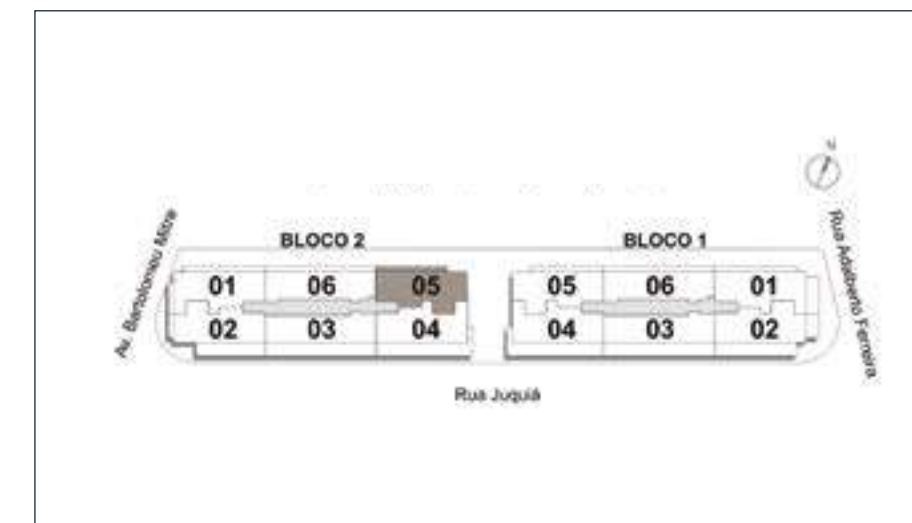 N
BLOCO 2
BLOCO 1
Av. Bartolomeu Mitre
01 06 05
05 06 01
Rua Adalberto Ferreira
02 03 04
04 03 02
Rua Juquiá